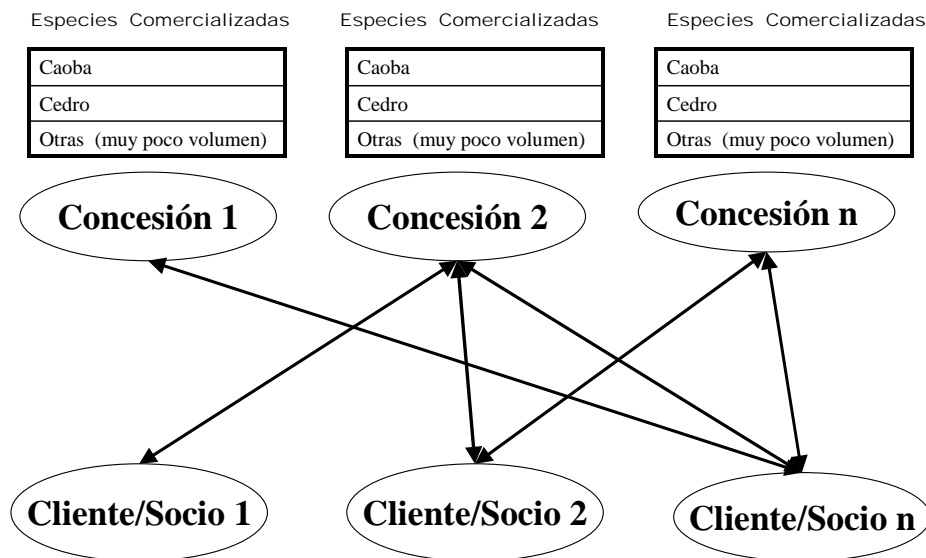 Especies Comercializadas
Caoba
Cedro
Otras (muy poco volumen)
Concesión 1
Especies Comercializadas
Caoba
Cedro
Otras (muy poco volumen)
Concesión 2
Especies Comercializadas
Caoba
Cedro
Otras (muy poco volumen)
Concesión n
Cliente/Socio 1
Cliente/Socio 2
Cliente/Socio n